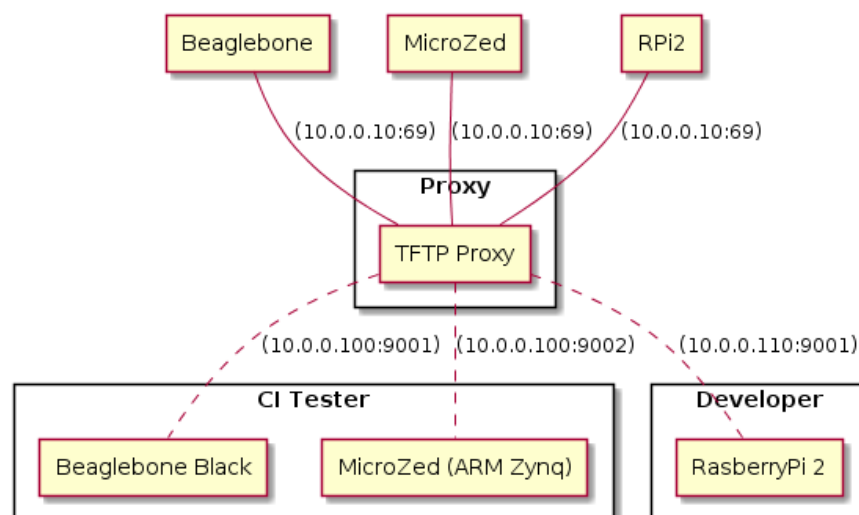 Beaglebone
MicroZed
RPi2
(10.0.0.10:69)
(10.0.0.10:69)
(10.0.0.10:69)
Proxy
TFTP Proxy
(10.0.0.100:9001)
(10.0.0.100:9002)
(10.0.0.110:9001)
CI Tester
Developer
Beaglebone Black
MicroZed (ARM Zynq)
RasberryPi 2